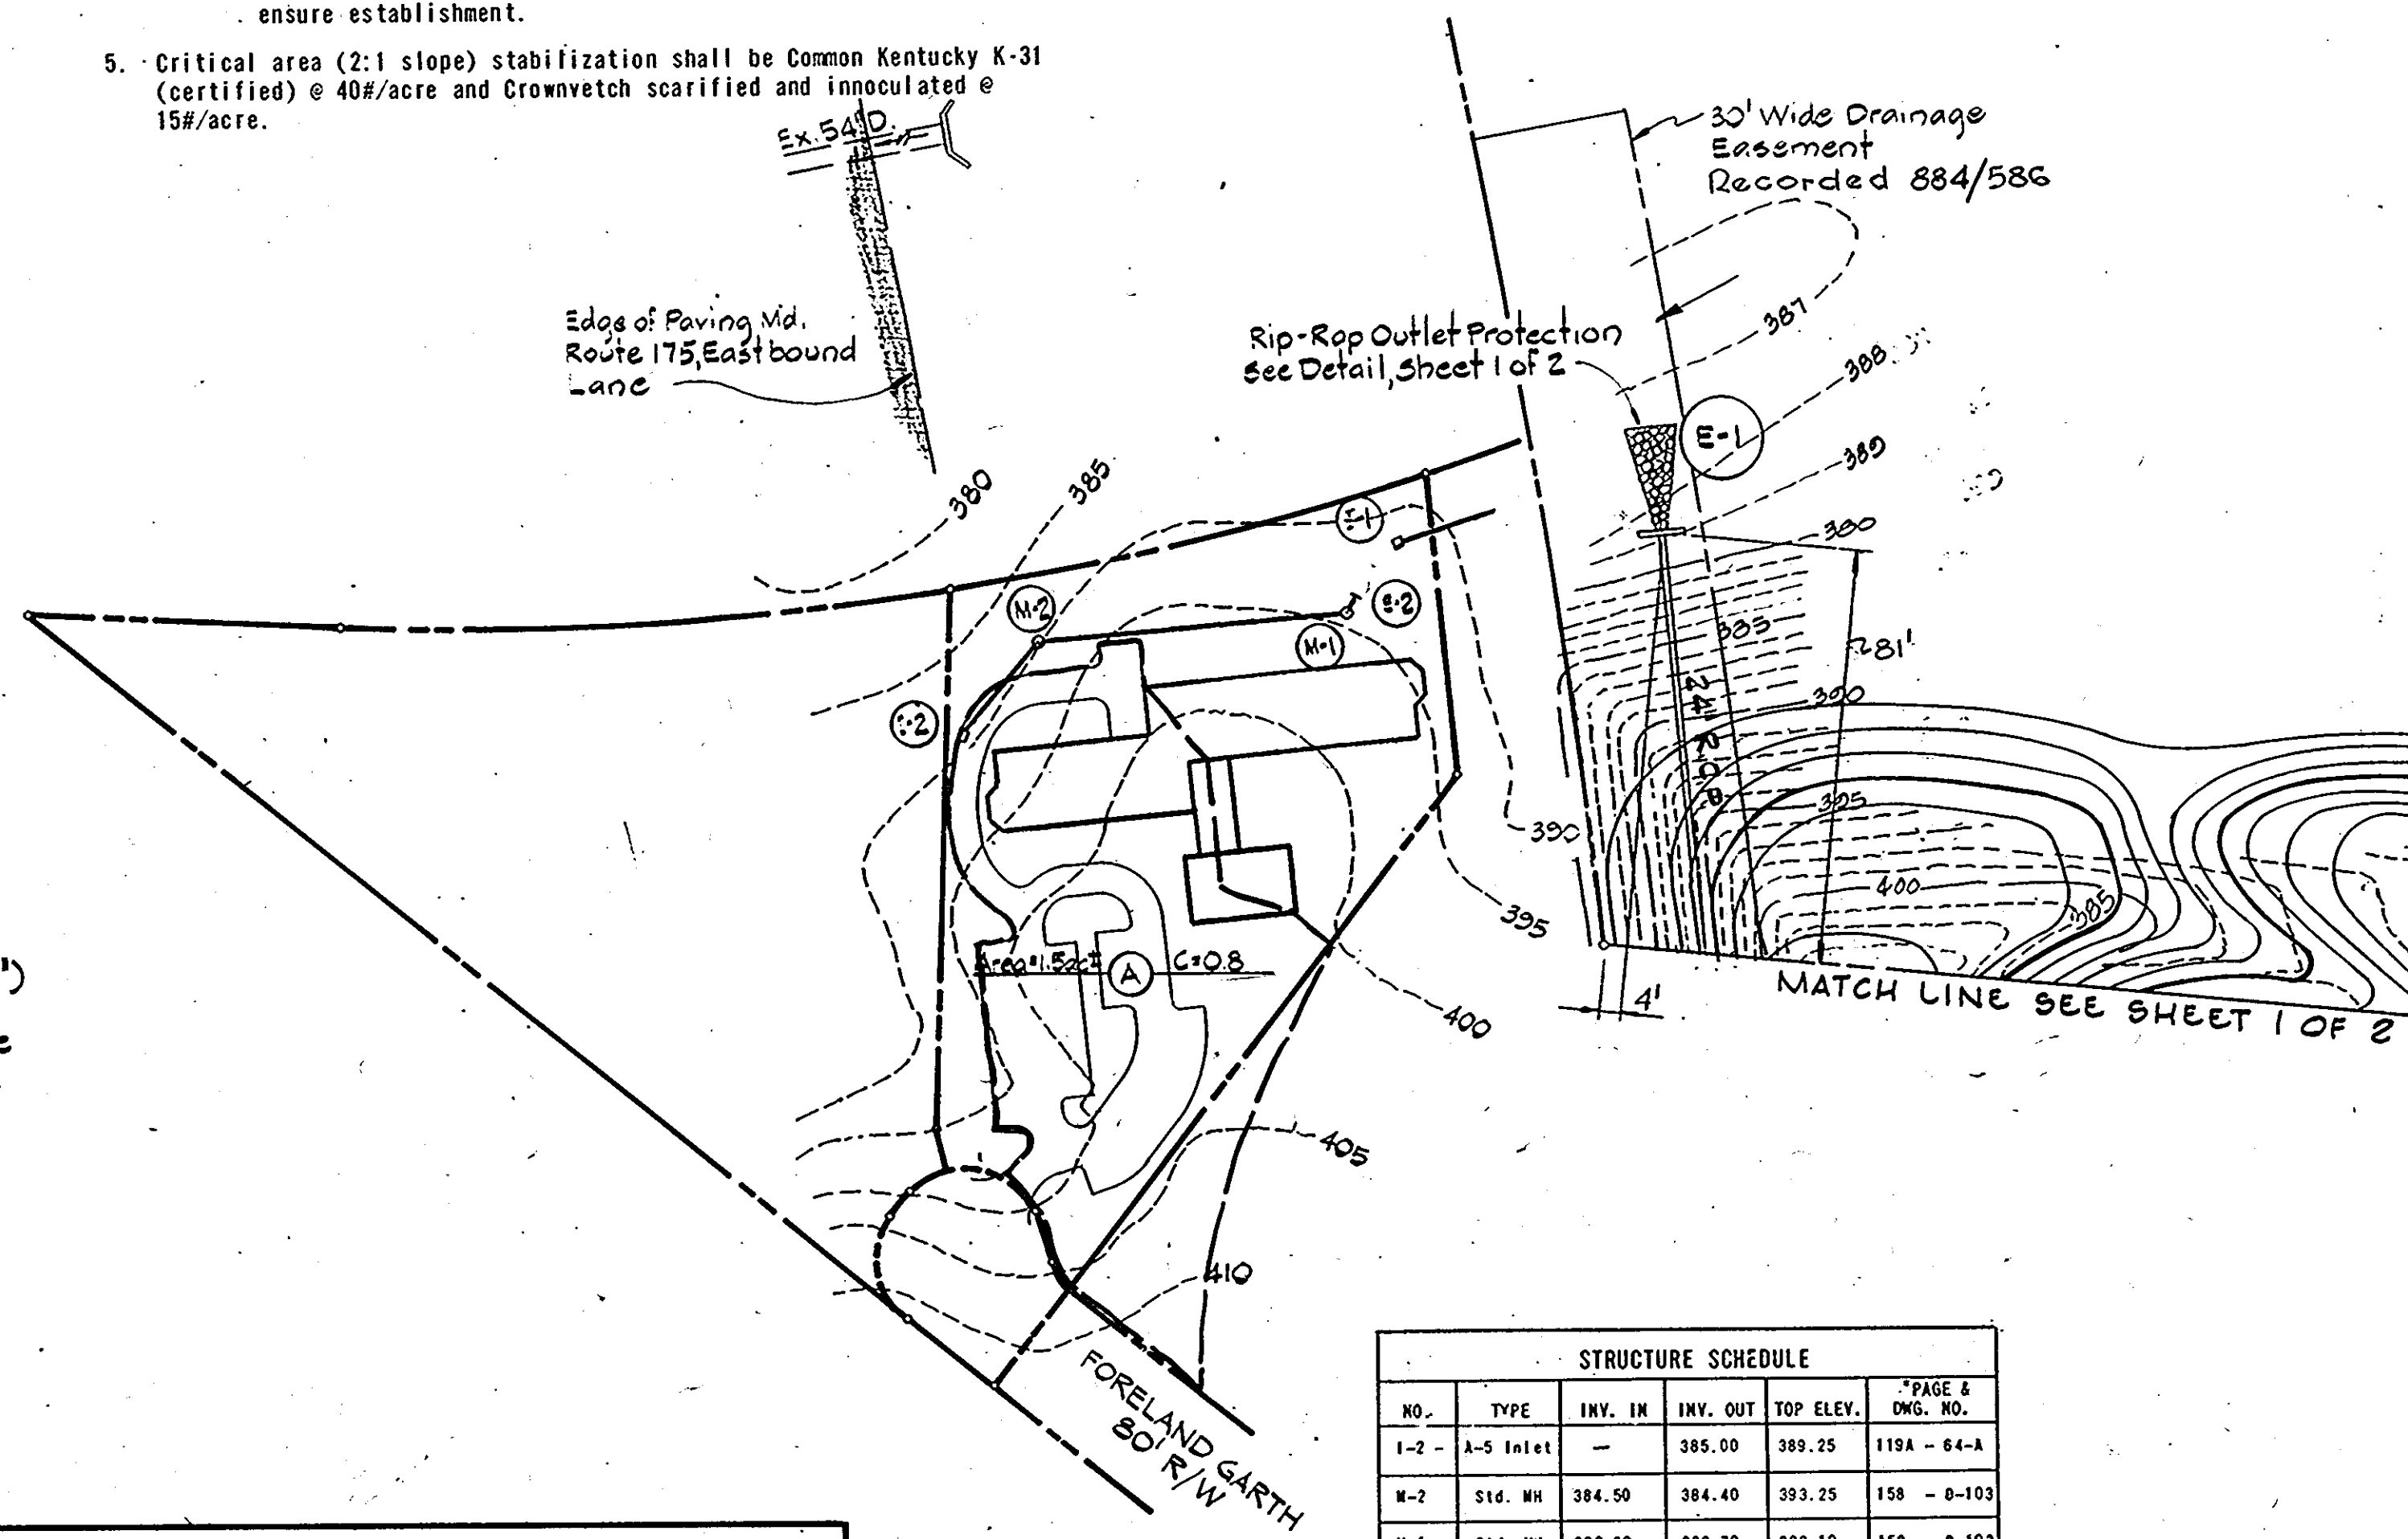 ensure establishment.
5. Critical area (2:1 slope) stabilization shall be Common Kentucky K-31
(certified) @ 40#/acre and Crownvetch scarified and innoculated @
15#/acre.
Ex. 54" D.
30' Wide Drainage
Easement
Recorded 884/586
Edge of Paving Md.
Route 175, Eastbound
Lane
Rip-Rap Outlet Protection
See Detail, Sheet 1 of 2
387
388
389
390
E-1
380
385
I-1
M-2
E-2
M-1
I-2
385
281'
24" RCP
390
395
390
395
400
385
400
Area=1.5ac±
A
C=0.8
4'
MATCH LINE SEE SHEET 1 OF 2
405
410
FORELAND GARTH
80' R/W
STRUCTURE SCHEDULE
NO. TYPE INV. IN INV. OUT TOP ELEV. *PAGE & DWG. NO.
I-2 - A-5 Inlet — 385.00 389.25 119A - 64-A
M-2 Std. MH 384.50 384.40 393.25 158 - D-103